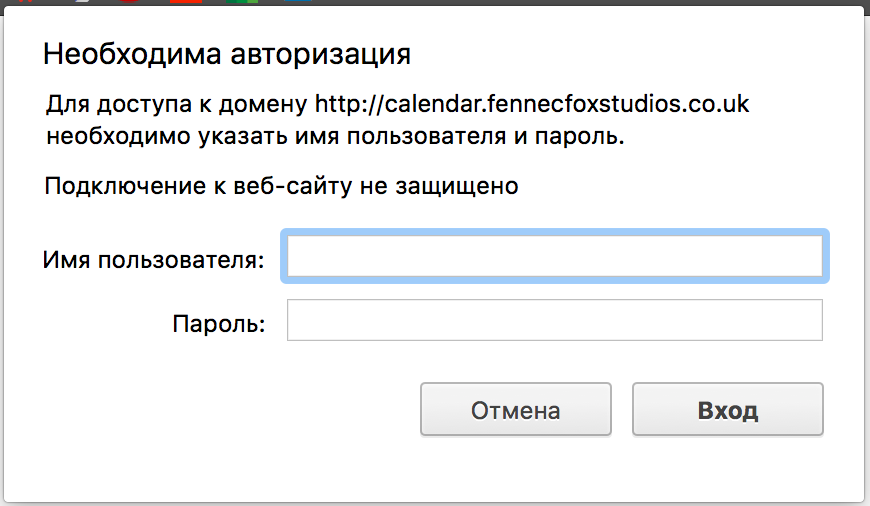 Необходима авторизация
Для доступа к домену http://calendar.fennecfoxstudios.co.uk
необходимо указать имя пользователя и пароль.
Подключение к веб-сайту не защищено
Имя пользователя:
Пароль:
Отмена Вход